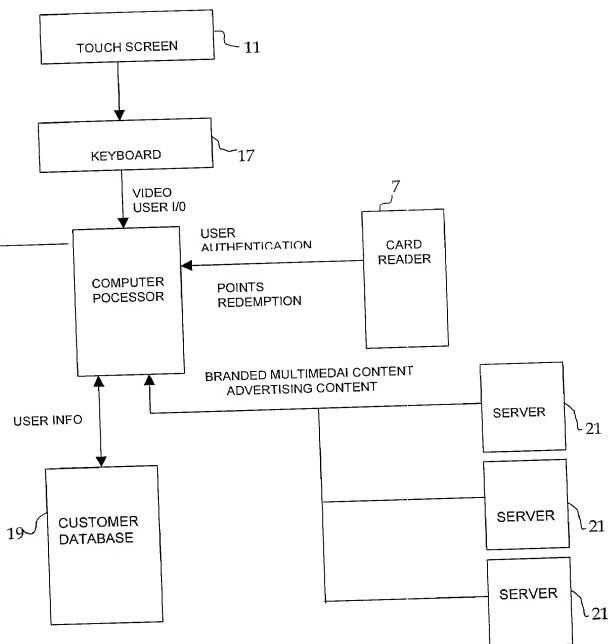 TOUCH SCREEN
11
KEYBOARD
17
VIDEO
USER I/0
7
USER
AUTHENTICATION
CARD
READER
COMPUTER
POCESSOR
POINTS
REDEMPTION
BRANDED MULTIMEDAI CONTENT
ADVERTISING CONTENT
SERVER
21
USER INFO
SERVER
21
19
CUSTOMER
DATABASE
SERVER
21